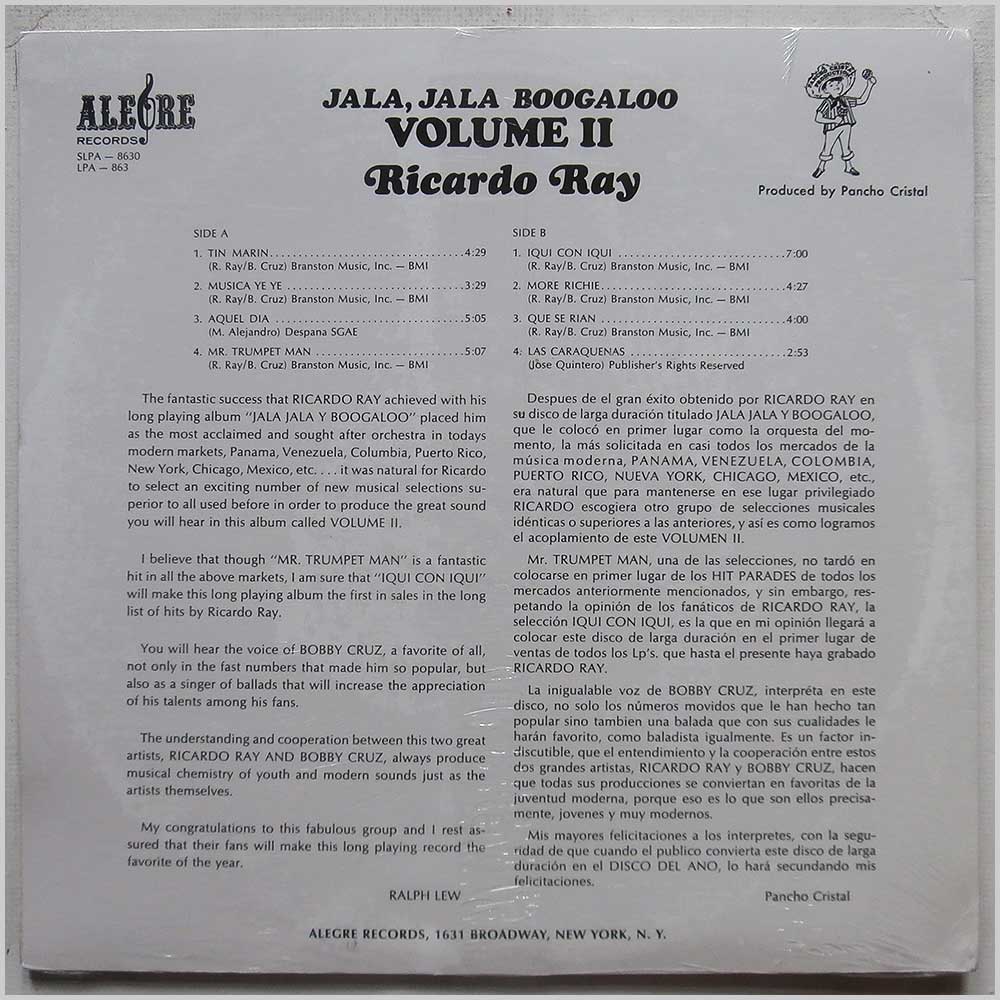 ALEGRE
RECORDS
SLPA — 8630
LPA — 863
JALA, JALA BOOGALOO
VOLUME II
Ricardo Ray
PANCHO CRISTAL
PRODUCTIONS
Produced by Pancho Cristal
SIDE A
1. TIN MARIN....................................4:29
(R. Ray/B. Cruz) Branston Music, Inc. — BMI
2. MUSICA YE YE .................................3:29
(R. Ray/B. Cruz) Branston Music, Inc. — BMI
3. AQUEL DIA ...................................5:05
(M. Alejandro) Despana SGAE
4. MR. TRUMPET MAN ............................5:07
(R. Ray/B. Cruz) Branston Music, Inc. — BMI
SIDE B
1. IQUI CON IQUI ..............................7:00
(R. Ray/B. Cruz) Branston Music, Inc. — BMI
2. MORE RICHIE.................................4:27
(R. Ray/B. Cruz) Branston Music, Inc. — BMI
3. QUE SE RIAN .................................4:00
(R. Ray/B. Cruz) Branston Music, Inc. — BMI
4. LAS CARAQUENAS .............................2:53
(Jose Quintero) Publisher's Rights Reserved
The fantastic success that RICARDO RAY achieved with his
long playing album "JALA JALA Y BOOGALOO" placed him
as the most acclaimed and sought after orchestra in todays
modern markets, Panama, Venezuela, Columbia, Puerto Rico,
New York, Chicago, Mexico, etc. . . . it was natural for Ricardo
to select an exciting number of new musical selections su-
perior to all used before in order to produce the great sound
you will hear in this album called VOLUME II.
I believe that though "MR. TRUMPET MAN" is a fantastic
hit in all the above markets, I am sure that "IQUI CON IQUI"
will make this long playing album the first in sales in the long
list of hits by Ricardo Ray.
You will hear the voice of BOBBY CRUZ, a favorite of all,
not only in the fast numbers that made him so popular, but
also as a singer of ballads that will increase the appreciation
of his talents among his fans.
The understanding and cooperation between this two great
artists, RICARDO RAY AND BOBBY CRUZ, always produce
musical chemistry of youth and modern sounds just as the
artists themselves.
My congratulations to this fabulous group and I rest as-
sured that their fans will make this long playing record the
favorite of the year.
RALPH LEW
Despues de el gran éxito obtenido por RICARDO RAY en
su disco de larga duración titulado JALA JALA Y BOOGALOO,
que le colocó en primer lugar como la orquesta del mo-
mento, la más solicitada en casi todos los mercados de la
música moderna, PANAMA, VENEZUELA, COLOMBIA,
PUERTO RICO, NUEVA YORK, CHICAGO, MEXICO, etc.,
era natural que para mantenerse en ese lugar privilegiado
RICARDO escogiera otro grupo de selecciones musicales
idénticas o superiores a las anteriores, y así es como logramos
el acoplamiento de este VOLUMEN II.
Mr. TRUMPET MAN, una de las selecciones, no tardó en
colocarse en primer lugar de los HIT PARADES de todos los
mercados anteriormente mencionados, y sin embargo, res-
petando la opinión de los fanáticos de RICARDO RAY, la
selección IQUI CON IQUI, es la que en mi opinión llegará a
colocar este disco de larga duración en el primer lugar de
ventas de todos los Lp's. que hasta el presente haya grabado
RICARDO RAY.
La inigualable voz de BOBBY CRUZ, interpréta en este
disco, no solo los números movidos que le han hecho tan
popular sino tambien una balada que con sus cualidades le
harán favorito, como baladista igualmente. Es un factor in-
discutible, que el entendimiento y la cooperación entre estos
dos grandes artistas, RICARDO RAY y BOBBY CRUZ, hacen
que todas sus producciones se conviertan en favoritas de la
juventud moderna, porque eso es lo que son ellos precisa-
mente, jovenes y muy modernos.
Mis mayores felicitaciones a los interpretes, con la segu-
ridad de que cuando el publico convierta este disco de larga
duración en el DISCO DEL ANO, lo hará secundando mis
felicitaciones.
Pancho Cristal
ALEGRE RECORDS, 1631 BROADWAY, NEW YORK, N. Y.